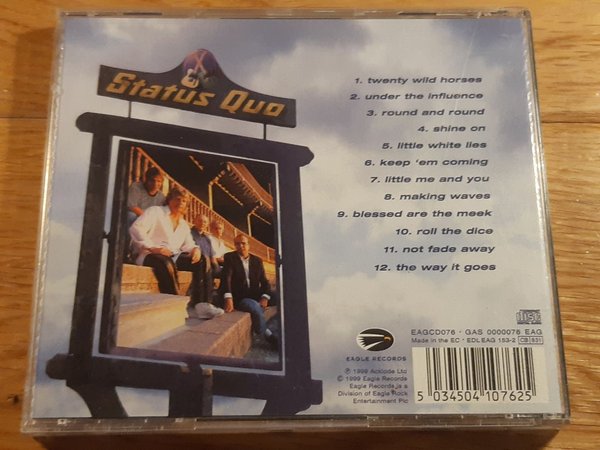 Status Quo
1. twenty wild horses
2. under the influence
3. round and round
4. shine on
5. little white lies
6. keep 'em coming
7. little me and you
8. making waves
9. blessed are the meek
10. roll the dice
11. not fade away
12. the way it goes
EAGLE RECORDS
EAGCD076 · GAS 0000076 EAG
Made in the EC · EDL EAG 153-2
℗ 1999 Ackcode Ltd
© 1999 Eagle Records
Eagle Records is a
Division of Eagle Rock
Entertainment Plc
5 034504 107625